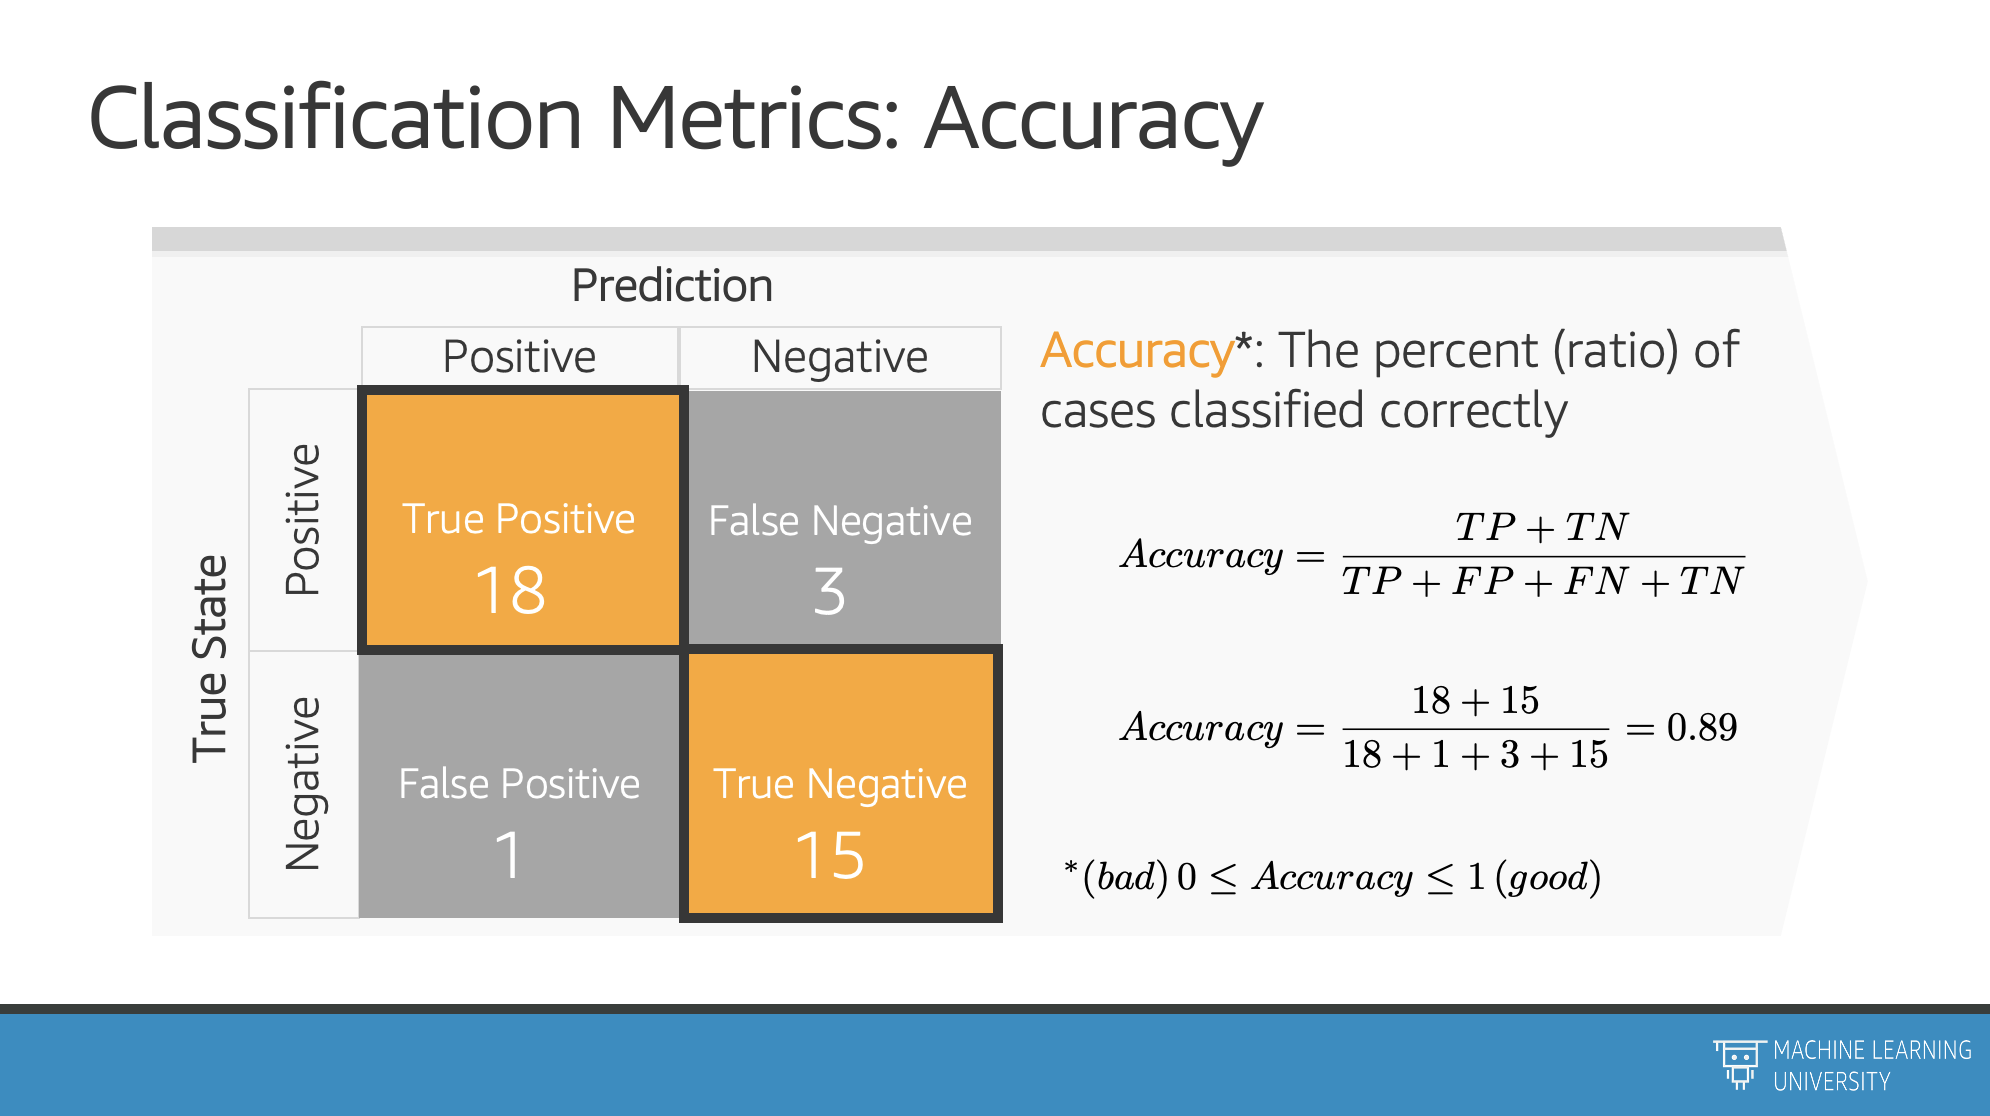 Classification Metrics: Accuracy
Prediction
Positive Negative
True State
Positive
True Positive
18
False Negative
3
Negative
False Positive
1
True Negative
15
Accuracy*: The percent (ratio) of
cases classified correctly
Accuracy = \frac{TP + TN}{TP + FP + FN + TN}
Accuracy = \frac{18 + 15}{18 + 1 + 3 + 15} = 0.89
*(bad) 0 ≤ Accuracy ≤ 1 (good)
MACHINE LEARNING
UNIVERSITY